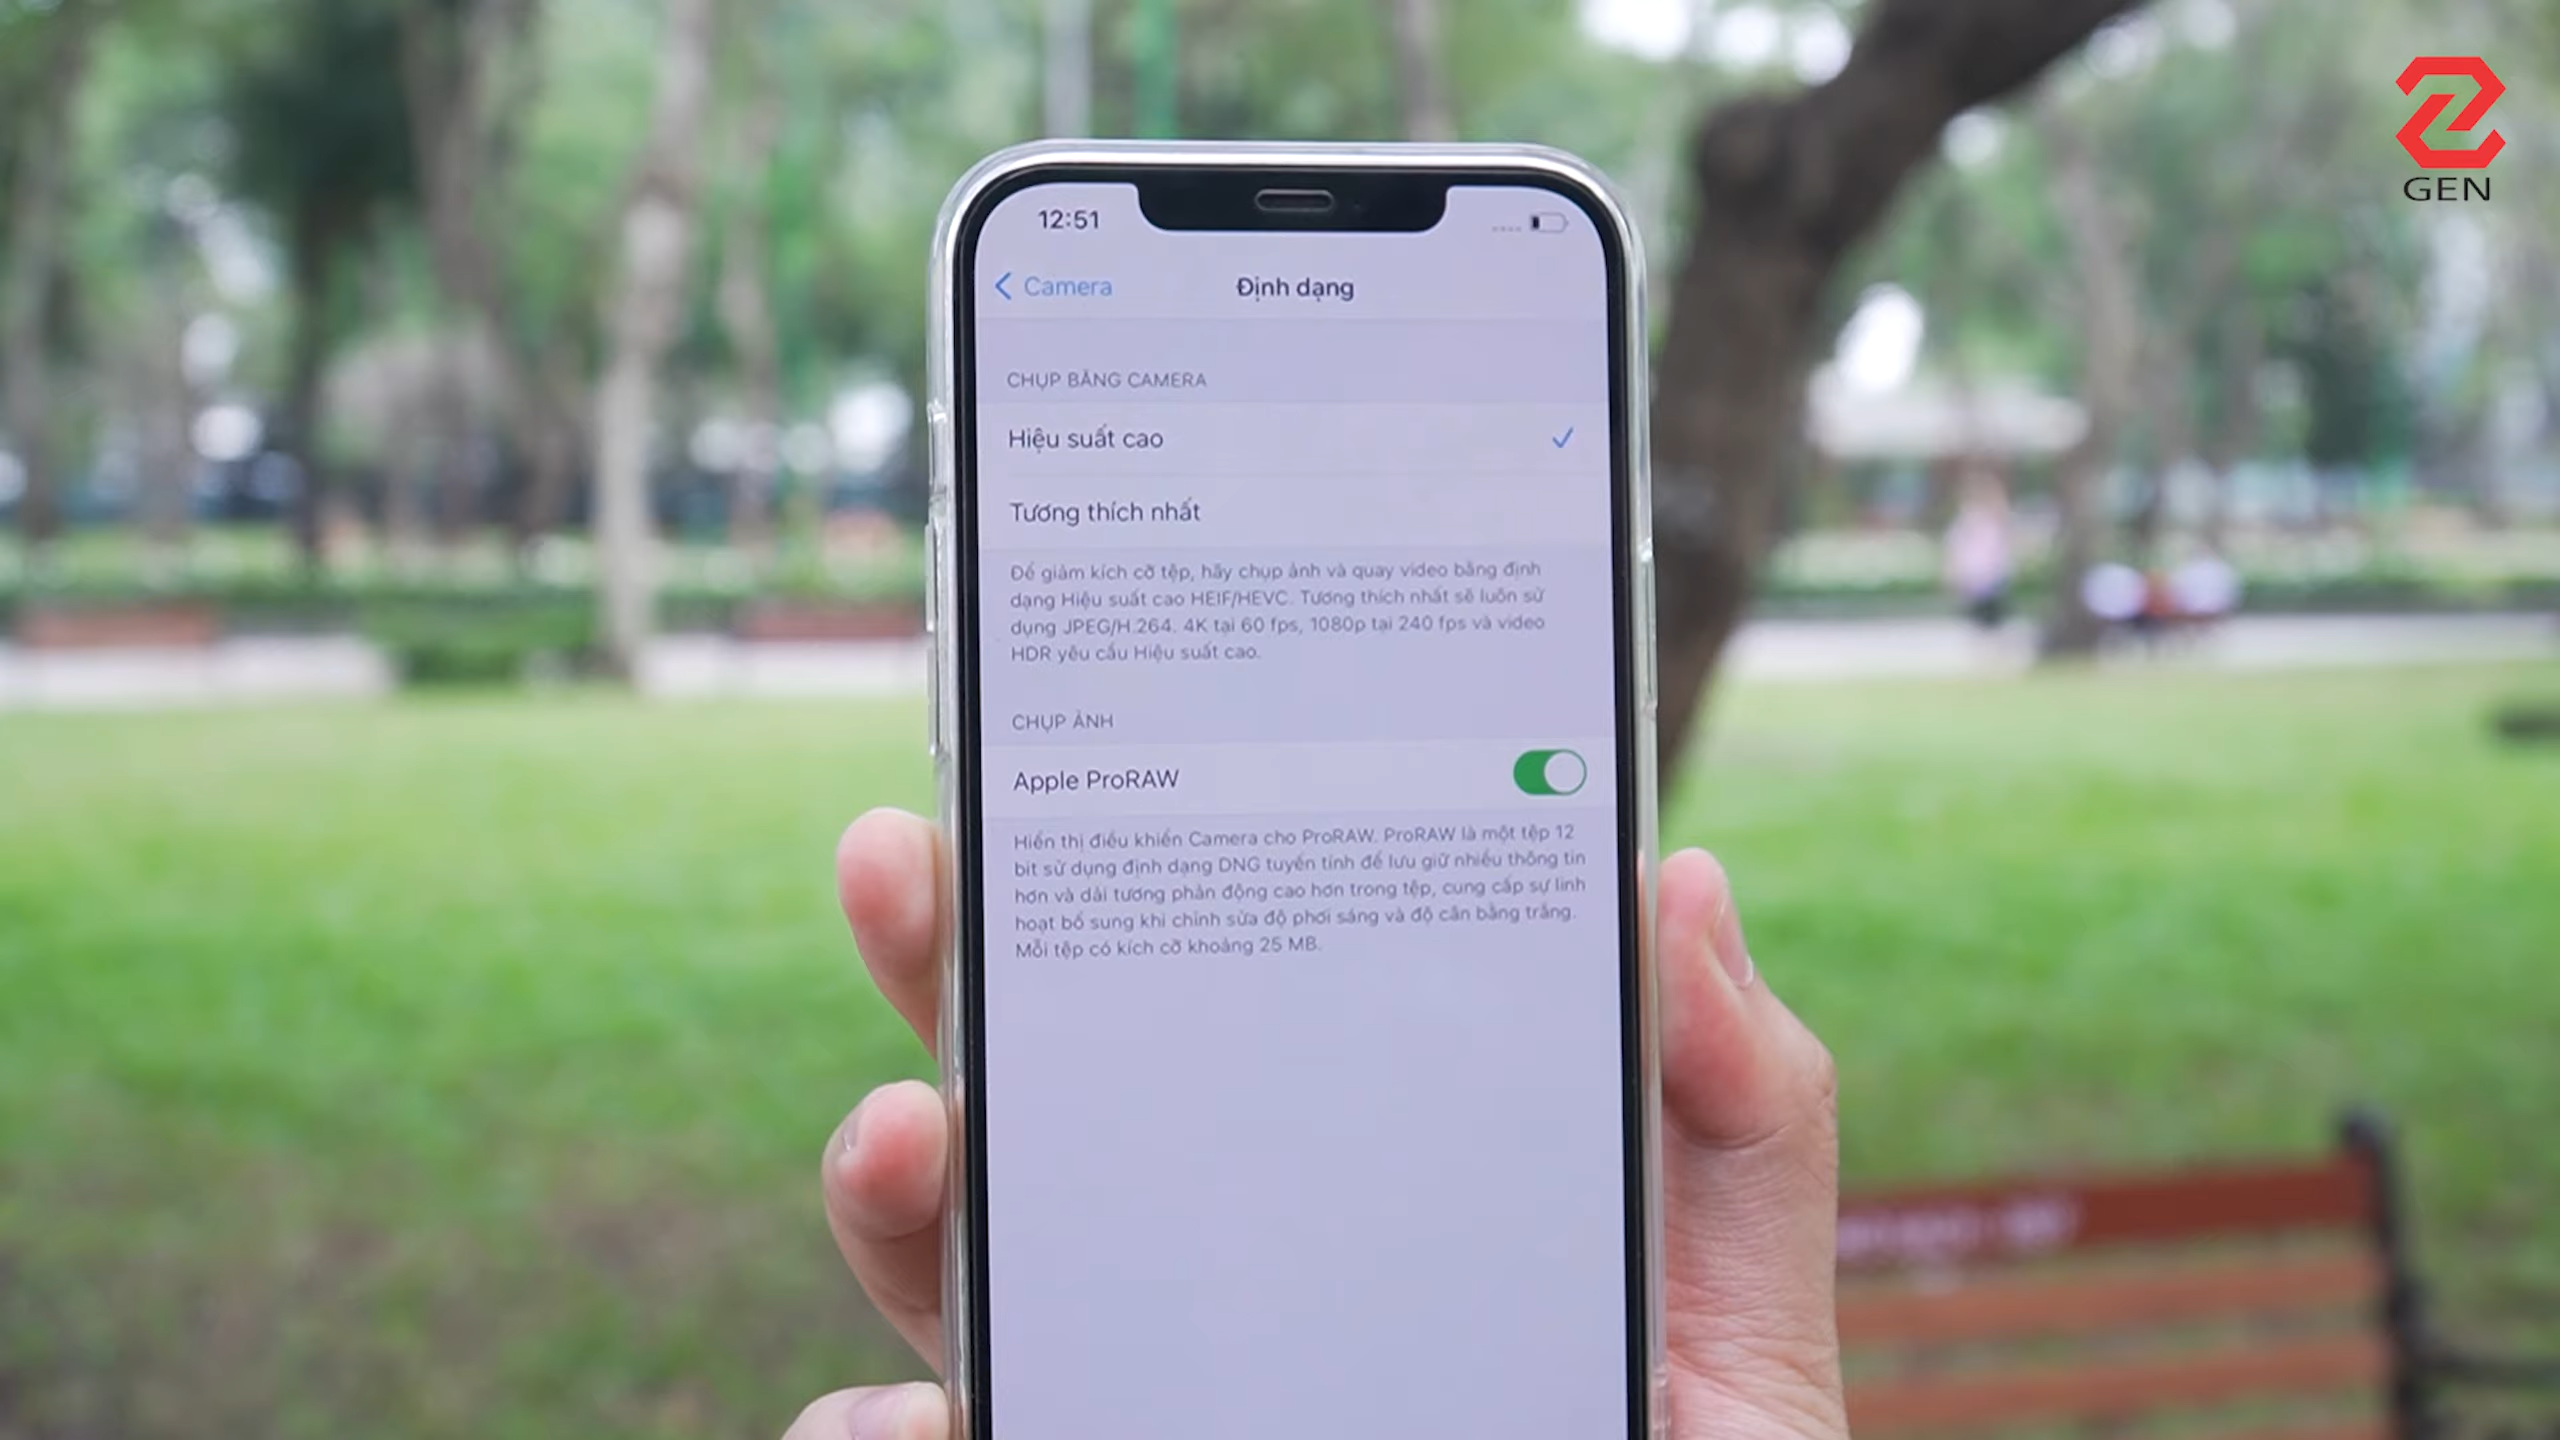 GEN
12:51
Camera
Định dạng
CHỤP BẰNG CAMERA
Hiệu suất cao
Tương thích nhất
Để giảm kích cỡ tệp, hãy chụp ảnh và quay video bằng định
dạng Hiệu suất cao HEIF/HEVC. Tương thích nhất sẽ luôn sử
dụng JPEG/H.264. 4K tại 60 fps, 1080p tại 240 fps và video
HDR yêu cầu Hiệu suất cao.
CHỤP ẢNH
Apple ProRAW
Hiển thị điều khiển Camera cho ProRAW. ProRAW là một tệp 12
bit sử dụng định dạng DNG tuyến tính để lưu giữ nhiều thông tin
hơn và dải tương phản động cao hơn trong tệp, cung cấp sự linh
hoạt bổ sung khi chỉnh sửa độ phơi sáng và độ cân bằng trắng.
Mỗi tệp có kích cỡ khoảng 25 MB.